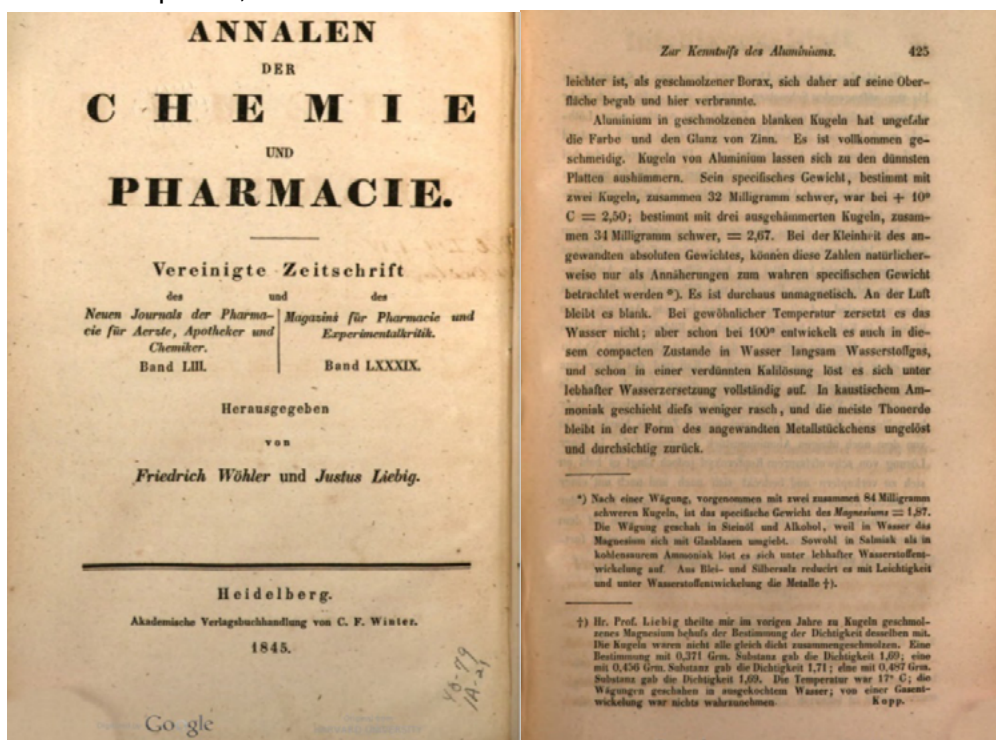 ANNALEN
DER
CHEMIE
UND
PHARMACIE.
Vereinigte Zeitschrift
des und des
Neuen Journals der Pharma-
cie für Aerzte, Apotheker und
Chemiker.
Band LIII.
Magazins für Pharmacie und
Experimentalkritik.
Band LXXXIX.
Herausgegeben
von
Friedrich Wöhler und Justus Liebig.
Heidelberg.
Akademische Verlagsbuchhandlung von C. F. Winter.
1845.
Google
Zur Kenntnifs des Aluminiums. 425
leichter ist, als geschmolzener Borax, sich daher auf seine Ober-
fläche begab und hier verbrannte.
Aluminium in geschmolzenen blanken Kugeln hat ungefähr
die Farbe und den Glanz von Zinn. Es ist vollkommen ge-
schmeidig. Kugeln von Aluminium lassen sich zu den dünnsten
Platten aushämmern. Sein specifisches Gewicht, bestimmt mit
zwei Kugeln, zusammen 32 Milligramm schwer, war bei + 10°
C = 2,50; bestimmt mit drei ausgehämmerten Kugeln, zusam-
men 34 Milligramm schwer, = 2,67. Bei der Kleinheit des an-
gewandten absoluten Gewichtes, können diese Zahlen natürlicher-
weise nur als Annäherungen zum wahren specifischen Gewicht
betrachtet werden *). Es ist durchaus unmagnetisch. An der Luft
bleibt es blank. Bei gewöhnlicher Temperatur zersetzt es das
Wasser nicht; aber schon bei 100° entwickelt es auch in die-
sem compacten Zustande in Wasser langsam Wasserstoffgas,
und schon in einer verdünnten Kalilösung löst es sich unter
lebhafter Wasserzersetzung vollständig auf. In kaustischem Am-
moniak geschieht diefs weniger rasch, und die meiste Thonerde
bleibt in der Form des angewandten Metallstückchens ungelöst
und durchsichtig zurück.
*) Nach einer Wägung, vorgenommen mit zwei zusammen 84 Milligramm
schweren Kugeln, ist das specifische Gewicht des Magnesiums = 1,87.
Die Wägung geschah in Steinöl und Alkohol, weil in Wasser das
Magnesium sich mit Glasblasen umgiebt. Sowohl in Salmiak als in
kohlensaurem Ammoniak löst es sich unter lebhafter Wasserstoffent-
wickelung auf. Aus Blei- und Silbersalz reducirt es mit Leichtigkeit
und unter Wasserstoffentwickelung die Metalle †).
†) Hr. Prof. Liebig theilte mir im vorigen Jahre zu Kugeln geschmol-
zenes Magnesium behufs der Bestimmung der Dichtigkeit desselben mit.
Die Kugeln waren nicht alle gleich dicht zusammengeschmolzen. Eine
Bestimmung mit 0,371 Grm. Substanz gab die Dichtigkeit 1,69; eine
mit 0,456 Grm. Substanz gab die Dichtigkeit 1,71; eine mit 0,487 Grm.
Substanz gab die Dichtigkeit 1,69. Die Temperatur war 17° C; die
Wägungen geschahen in ausgekochtem Wasser; von einer Gasent-
wickelung war nichts wahrzunehmen Kopp.